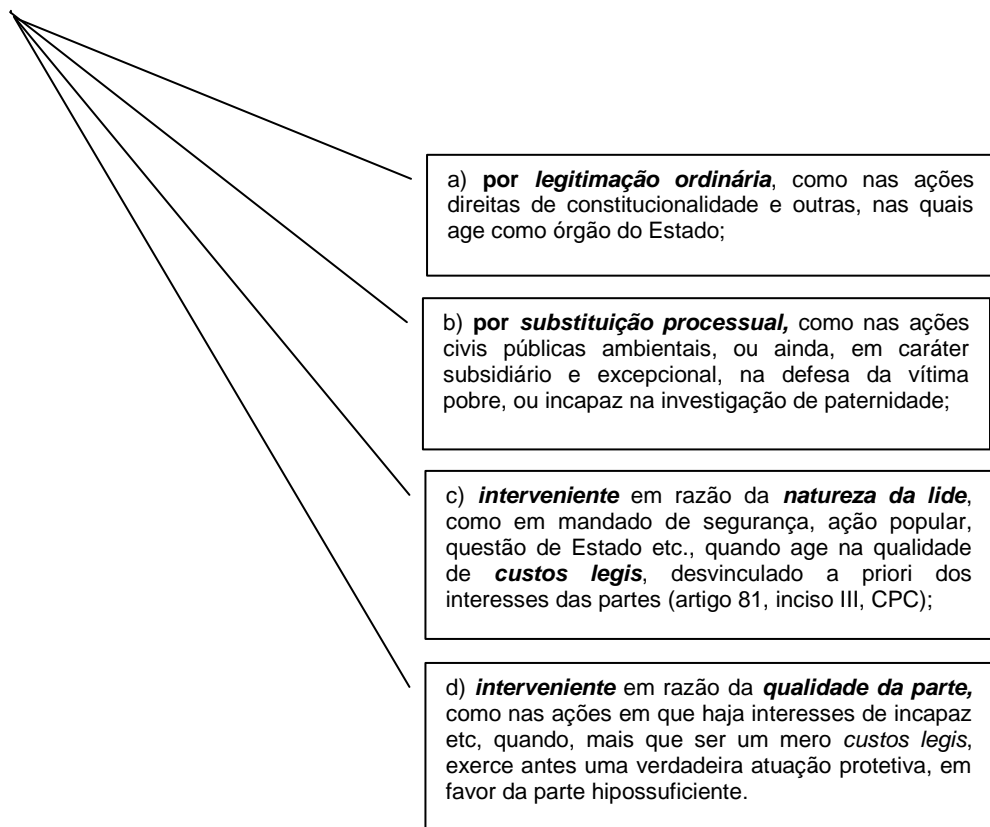 a) por legitimação ordinária, como nas ações
direitas de constitucionalidade e outras, nas quais
age como órgão do Estado;
b) por substituição processual, como nas ações
civis públicas ambientais, ou ainda, em caráter
subsidiário e excepcional, na defesa da vítima
pobre, ou incapaz na investigação de paternidade;
c) interveniente em razão da natureza da lide,
como em mandado de segurança, ação popular,
questão de Estado etc., quando age na qualidade
de custos legis, desvinculado a priori dos
interesses das partes (artigo 81, inciso III, CPC);
d) interveniente em razão da qualidade da parte,
como nas ações em que haja interesses de incapaz
etc, quando, mais que ser um mero custos legis,
exerce antes uma verdadeira atuação protetiva, em
favor da parte hipossuficiente.